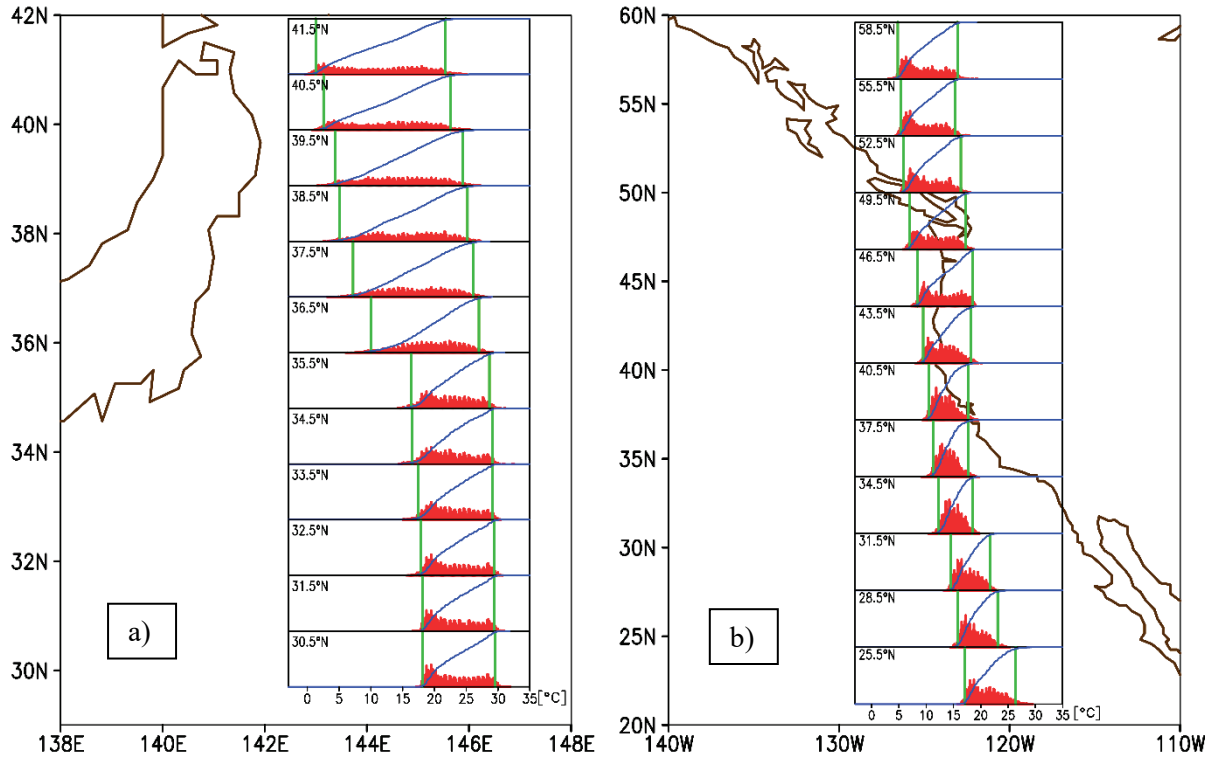 42N
40N
38N
36N
34N
32N
30N
138E 140E 142E 144E 146E 148E
41.5°N
40.5°N
39.5°N
38.5°N
37.5°N
36.5°N
35.5°N
34.5°N
33.5°N
32.5°N
31.5°N
30.5°N
0 5 10 15 20 25 30 35[°C]
a)
60N
55N
50N
45N
40N
35N
30N
25N
20N
140W 130W 120W 110W
58.5°N
55.5°N
52.5°N
49.5°N
46.5°N
43.5°N
40.5°N
37.5°N
34.5°N
31.5°N
28.5°N
25.5°N
0 5 10 15 20 25 30 35[°C]
b)